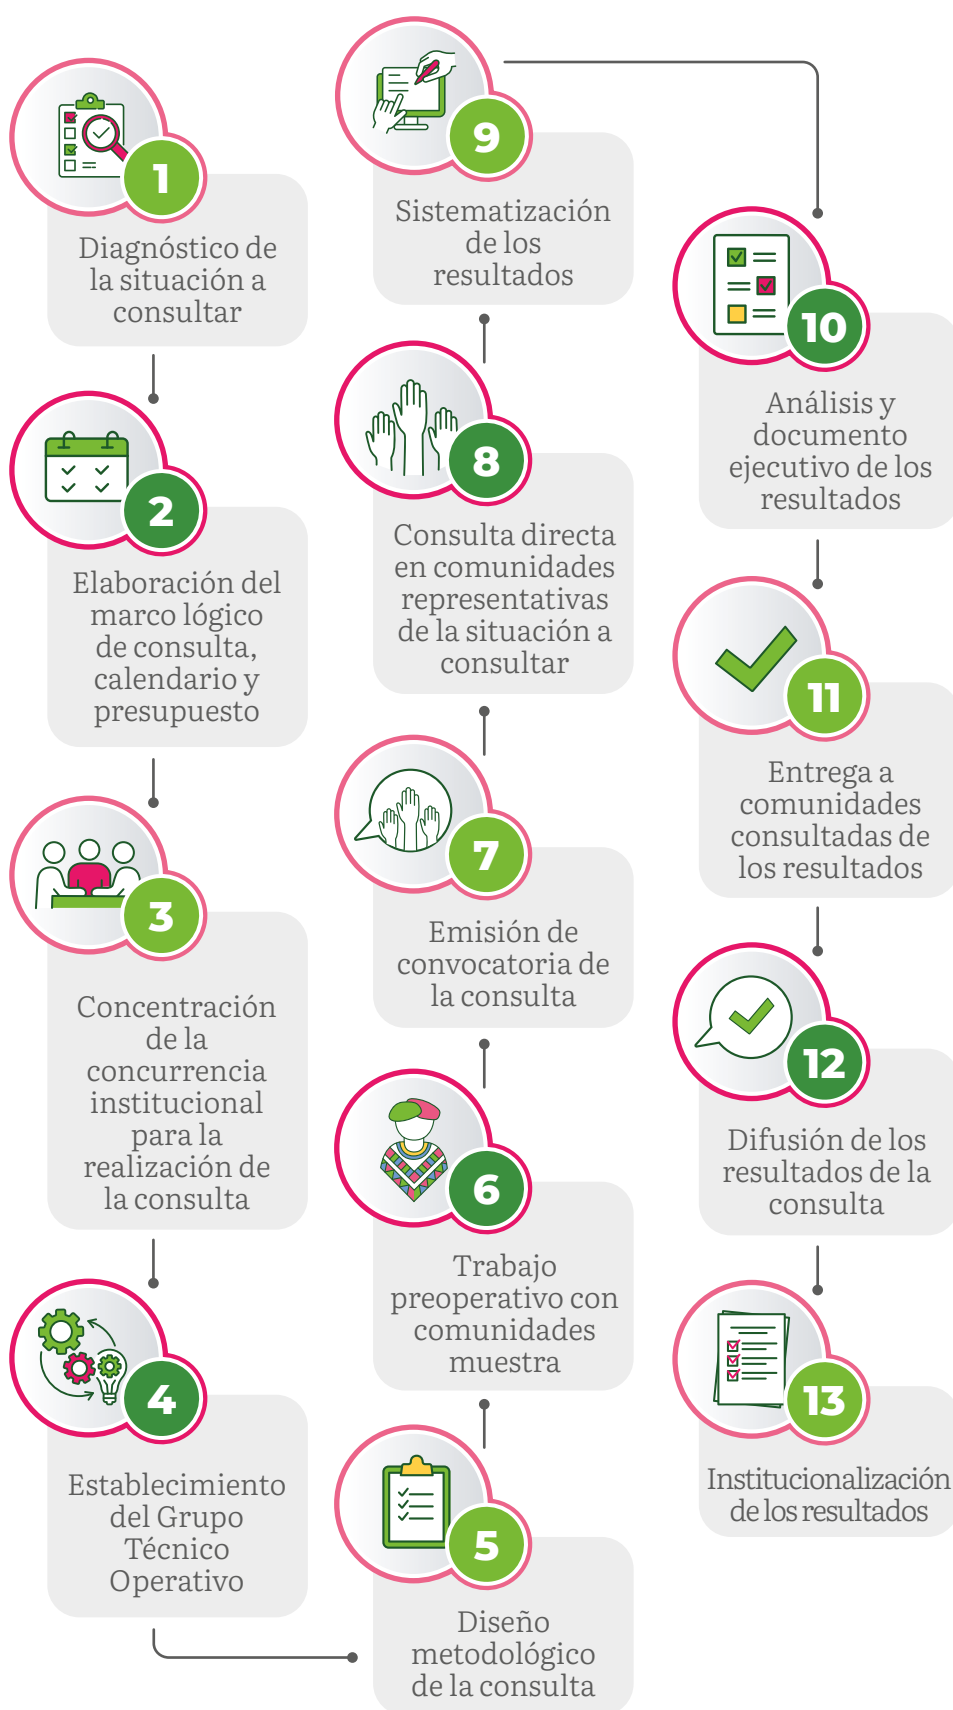 1
Diagnóstico de
la situación a
consultar
2
Elaboración del
marco lógico
de consulta,
calendario y
presupuesto
3
Concentración
de la
concurrencia
institucional
para la
realización de
la consulta
4
Establecimiento
del Grupo
Técnico
Operativo
5
Diseño
metodológico
de la consulta
6
Trabajo
preoperativo con
comunidades
muestra
7
Emisión de
convocatoria de
la consulta
8
Consulta directa
en comunidades
representativas
de la situación a
consultar
9
Sistematización
de los
resultados
10
Análisis y
documento
ejecutivo de los
resultados
11
Entrega a
comunidades
consultadas de
los resultados
12
Difusión de los
resultados de la
consulta
13
Institucionalización
de los resultados